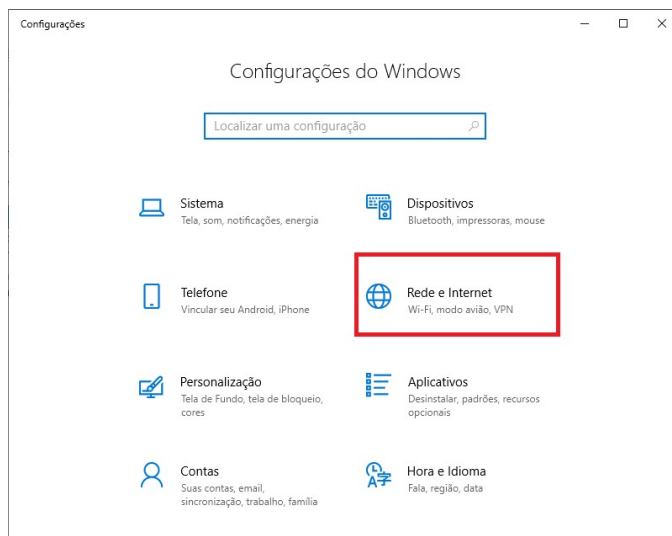 Configurações
Configurações do Windows
Localizar uma configuração
Sistema
Tela, som, notificações, energia
Dispositivos
Bluetooth, impressoras, mouse
Telefone
Vincular seu Android, iPhone
Rede e Internet
Wi-Fi, modo avião, VPN
Personalização
Tela de Fundo, tela de bloqueio,
cores
Aplicativos
Desinstalar, padrões, recursos
opcionais
Contas
Suas contas, email,
sincronização, trabalho, família
Hora e Idioma
Fala, região, data